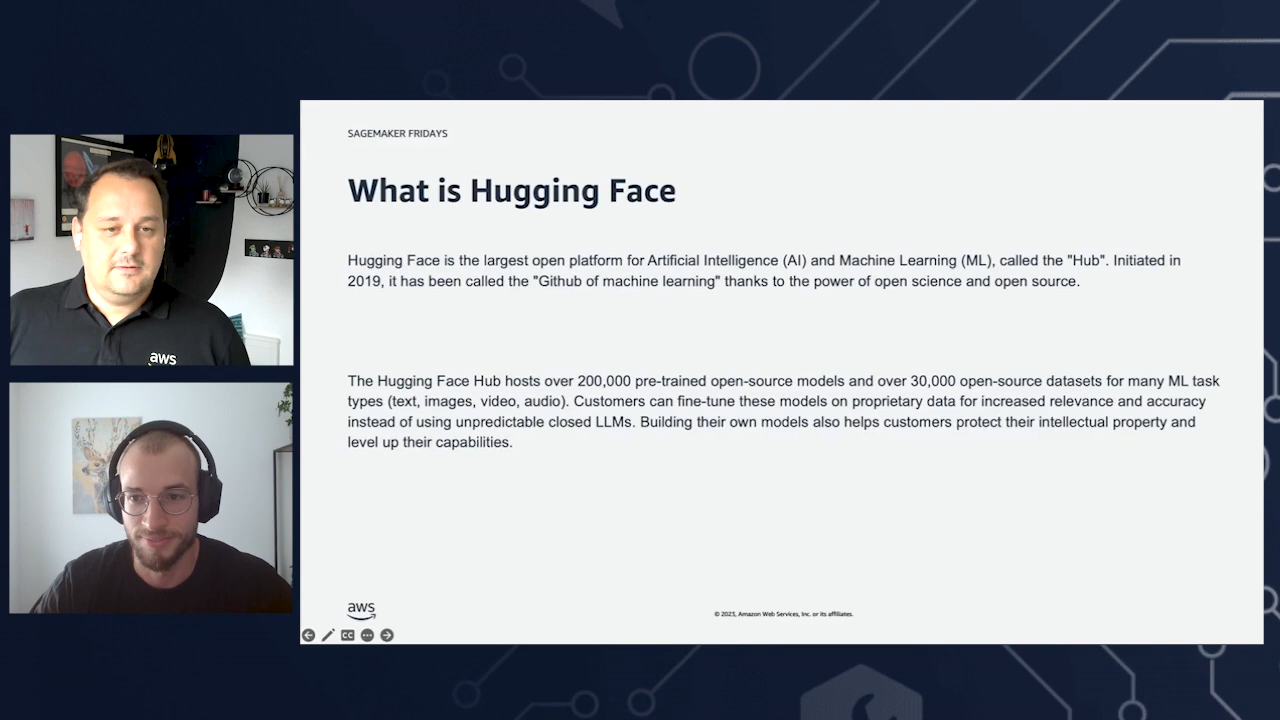 SAGEMAKER FRIDAYS
What is Hugging Face
Hugging Face is the largest open platform for Artificial Intelligence (AI) and Machine Learning (ML), called the "Hub". Initiated in
2019, it has been called the "Github of machine learning" thanks to the power of open science and open source.
The Hugging Face Hub hosts over 200,000 pre-trained open-source models and over 30,000 open-source datasets for many ML task
types (text, images, video, audio). Customers can fine-tune these models on proprietary data for increased relevance and accuracy
instead of using unpredictable closed LLMs. Building their own models also helps customers protect their intellectual property and
level up their capabilities.
aws
aws
© 2023, Amazon Web Services, Inc. or its affiliates.
CC